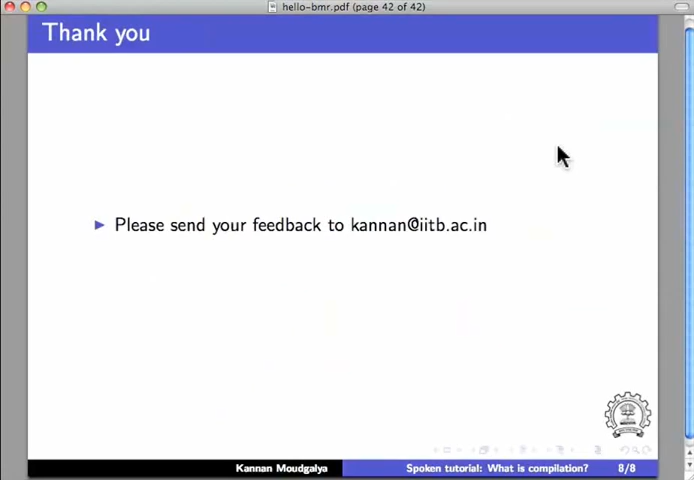 hello-bmr.pdf (page 42 of 42)
Thank you
Please send your feedback to kannan@iitb.ac.in
Kannan Moudgalya
Spoken tutorial: What is compilation?
8/8